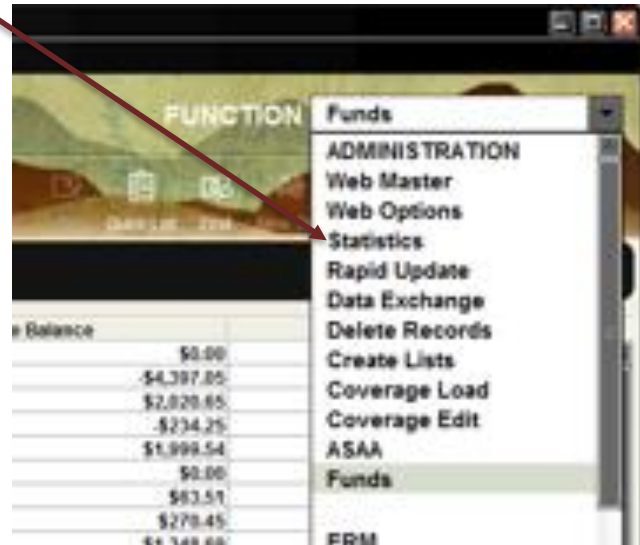 FUNCTION Funds
ADMINISTRATION
Web Master
Web Options
Statistics
Rapid Update
Data Exchange
Delete Records
Create Lists
Coverage Load
Coverage Edit
ASAA
Funds
ERM
e Balance
$0.00
-$4,397.05
$2,020.65
-$234.25
$1,999.54
$0.00
$83.51
$270.45